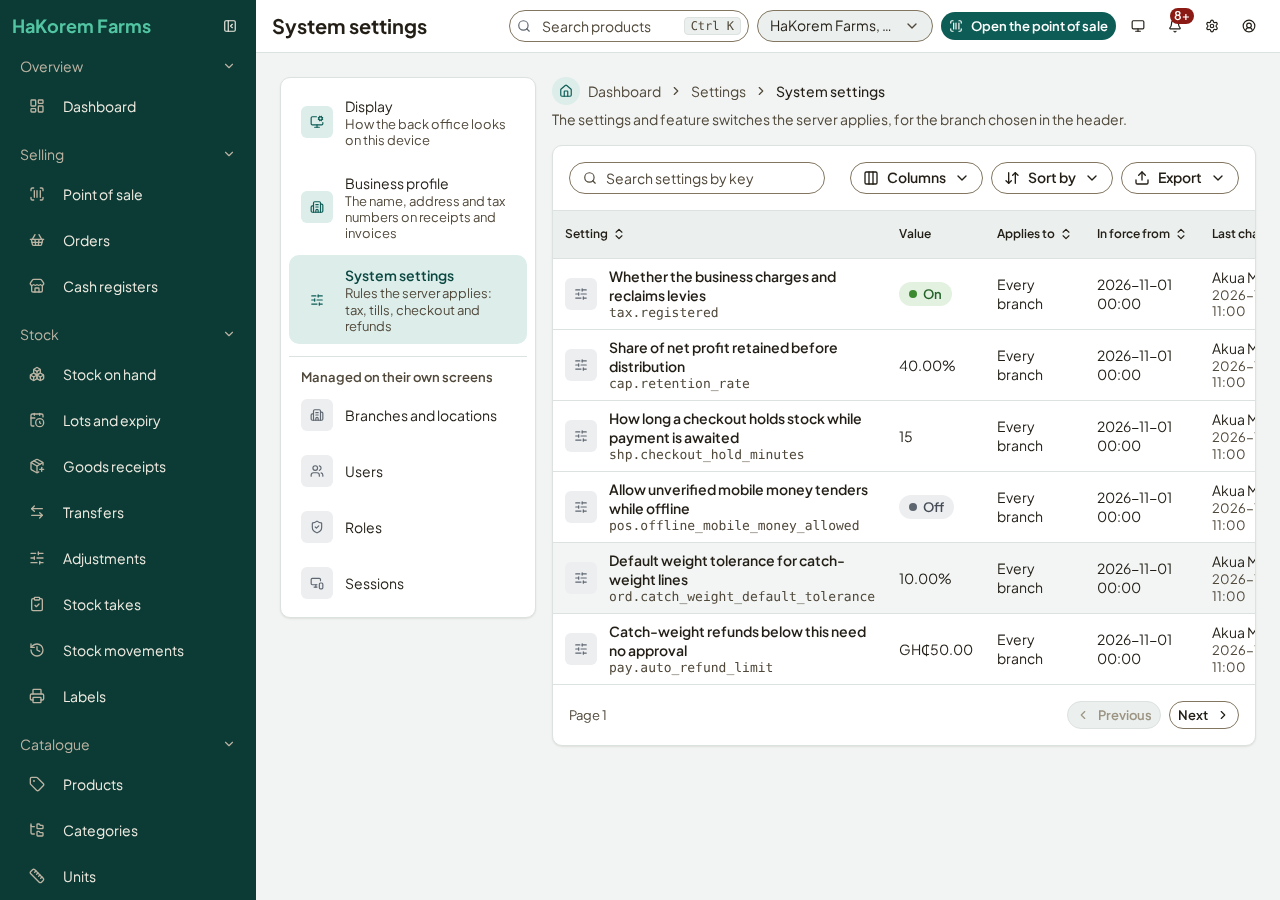 HaKorem Farms
Overview
Dashboard
Selling
Point of sale
Orders
Cash registers
Stock
Stock on hand
Lots and expiry
Goods receipts
Transfers
Adjustments
Stock takes
Stock movements
Labels
Catalogue
Products
Categories
Units
System settings
Search products
Ctrl K
HaKorem Farms, ...
Open the point of sale
8+
Display
How the back office looks
on this device
Business profile
The name, address and tax
numbers on receipts and
invoices
System settings
Rules the server applies:
tax, tills, checkout and
refunds
Managed on their own screens
Branches and locations
Users
Roles
Sessions
Dashboard > Settings > System settings
The settings and feature switches the server applies, for the branch chosen in the header.
Search settings by key
Columns
Sort by
Export
Setting Value Applies to In force from Last cha
Whether the business charges and
reclaims levies
tax.registered
On
Every
branch
2026-11-01
00:00
Akua M
2026-
11:00
Share of net profit retained before
distribution
cap.retention_rate
40.00%
Every
branch
2026-11-01
00:00
Akua M
2026-
11:00
How long a checkout holds stock while
payment is awaited
shp.checkout_hold_minutes
15
Every
branch
2026-11-01
00:00
Akua M
2026-
11:00
Allow unverified mobile money tenders
while offline
pos.offline_mobile_money_allowed
Off
Every
branch
2026-11-01
00:00
Akua M
2026-
11:00
Default weight tolerance for catch-
weight lines
ord.catch_weight_default_tolerance
10.00%
Every
branch
2026-11-01
00:00
Akua M
2026-
11:00
Catch-weight refunds below this need
no approval
pay.auto_refund_limit
GH₵50.00
Every
branch
2026-11-01
00:00
Akua M
2026-
11:00
Page 1
Previous
Next